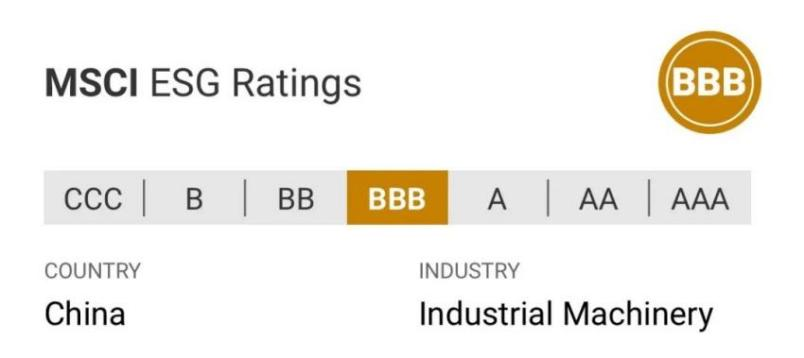 MSCI ESG Ratings
BBB
CCC | B | BB BBB A | AA | AAA
COUNTRY INDUSTRY
China Industrial Machinery